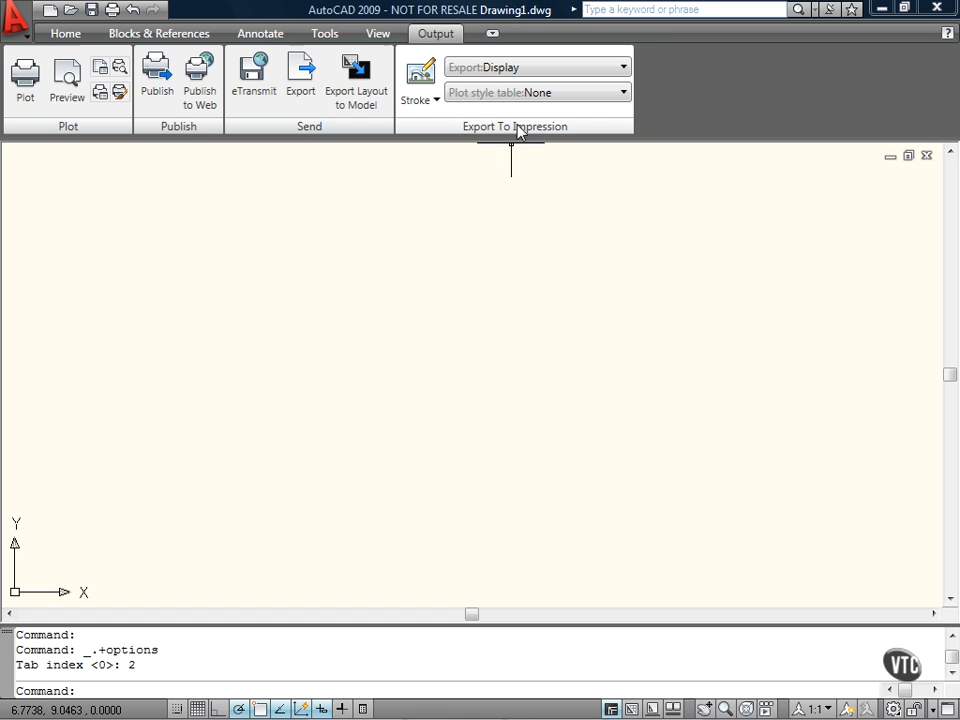 AutoCAD 2009 - NOT FOR RESALE Drawing1.dwg
Type a keyword or phrase
Home Blocks & References Annotate Tools View Output
Export:Display
Plot style table:None
Plot Preview Publish Publish to Web eTransmit Export Export Layout to Model Stroke
Plot Publish Send Export To Impression
Y
X
Command:
Command: _.+options
Tab index <0>: 2
Command:
VTC
6.7738, 9.0463 , 0.0000
1:1